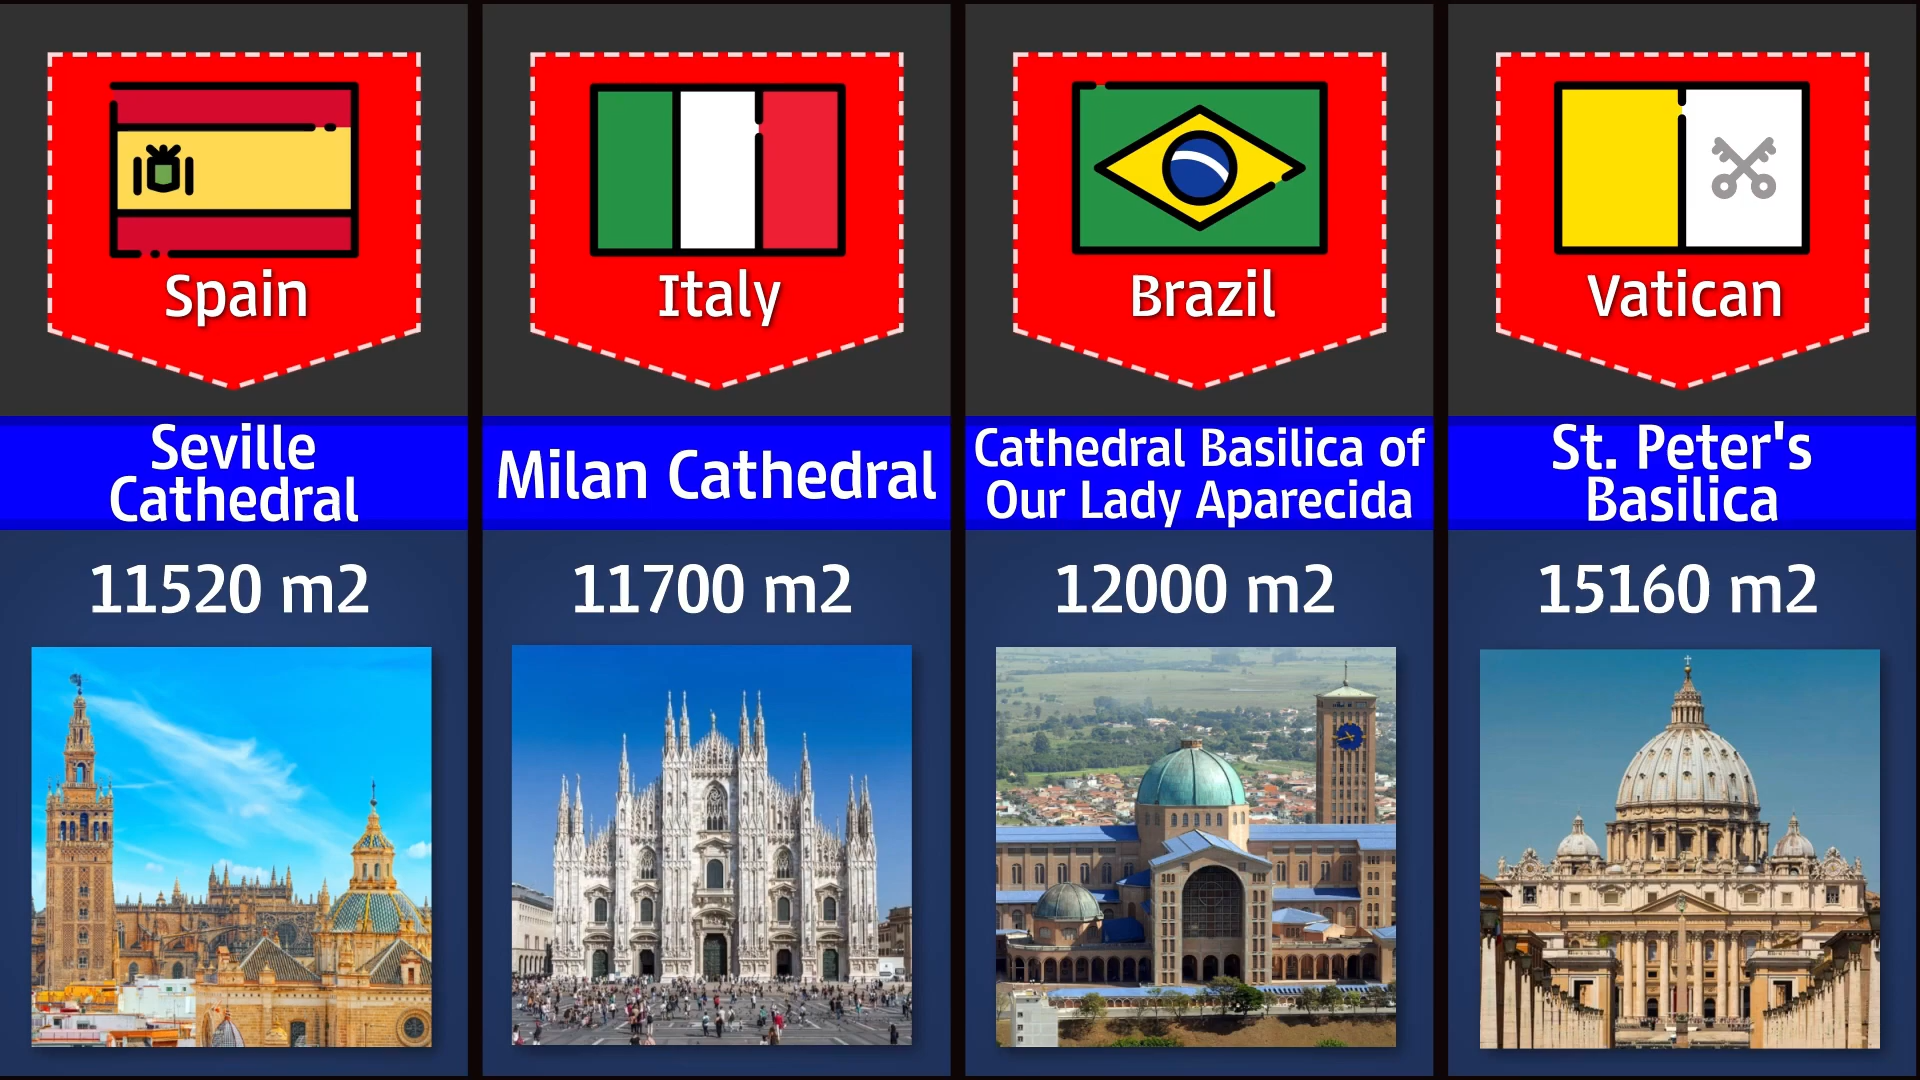 Spain
Seville
Cathedral
11520 m2
Italy
Milan Cathedral
11700 m2
Brazil
Cathedral Basilica of
Our Lady Aparecida
12000 m2
Vatican
St. Peter's
Basilica
15160 m2